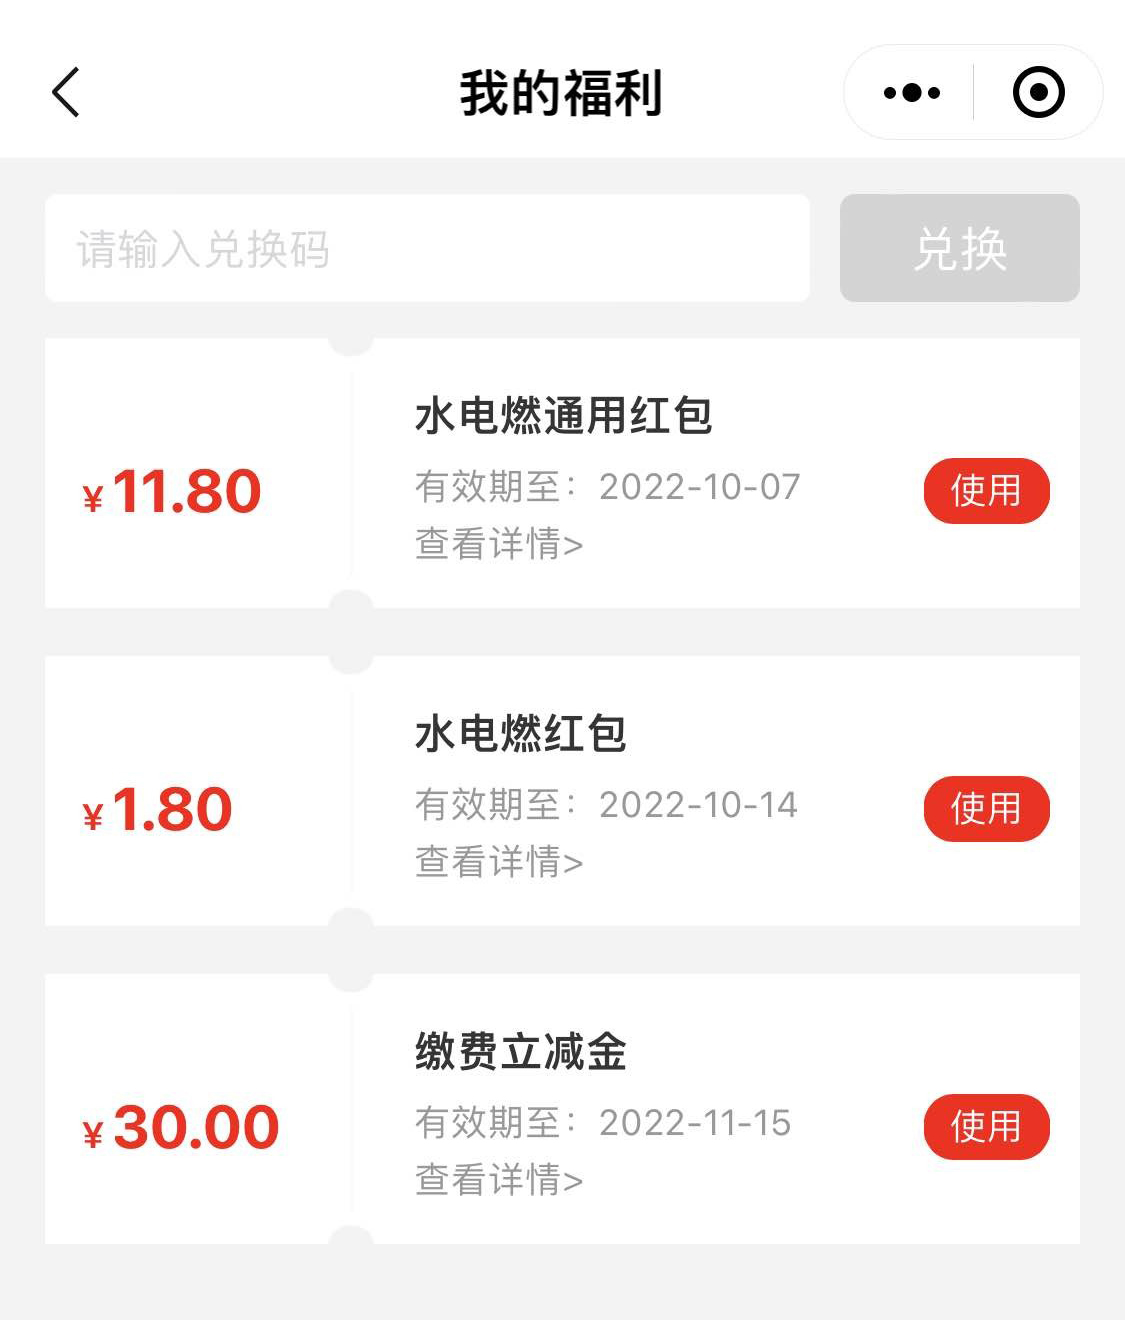 我的福利
请输入兑换码
兑换
水电燃通用红包
¥11.80
有效期至：2022-10-07
使用
查看详情>
水电燃红包
¥1.80
有效期至：2022-10-14
使用
查看详情>
缴费立减金
¥30.00
有效期至：2022-11-15
使用
查看详情>